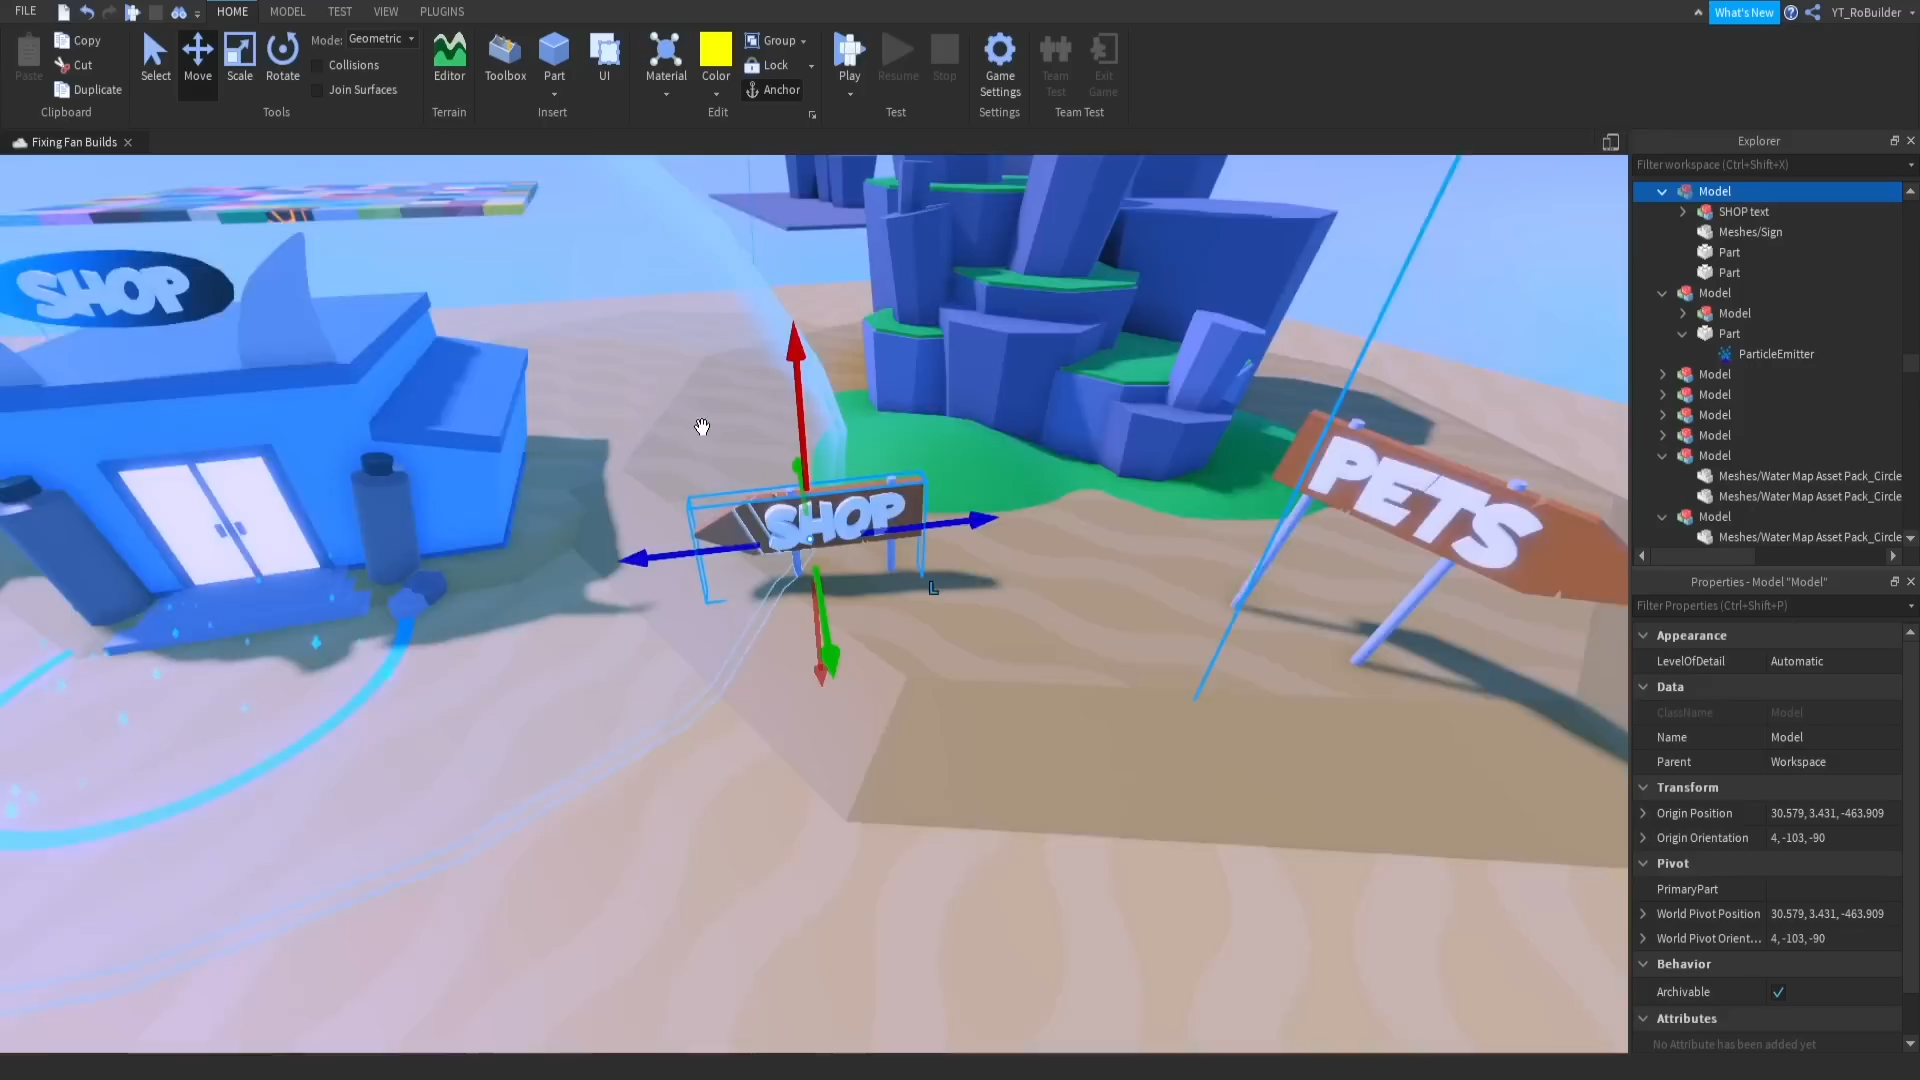 FILE
HOME
MODEL
TEST
VIEW
PLUGINS
What's New
YT_RoBuilder
Paste
Copy
Cut
Duplicate
Clipboard
Select
Move
Scale
Rotate
Mode: Geometric
Collisions
Join Surfaces
Tools
Editor
Terrain
Toolbox
Part
UI
Insert
Material
Color
Group
Lock
Anchor
Edit
Play
Resume
Stop
Test
Game
Settings
Settings
Team
Test
Exit
Game
Team Test
Fixing Fan Builds
SHOP
SHOP
PETS
L
Explorer
Filter workspace (Ctrl+Shift+X)
Model
SHOP text
Meshes/Sign
Part
Part
Model
Model
Part
ParticleEmitter
Model
Model
Model
Model
Model
Meshes/Water Map Asset Pack_Circle
Meshes/Water Map Asset Pack_Circle
Model
Meshes/Water Map Asset Pack_Circle
Properties - Model "Model"
Filter Properties (Ctrl+Shift+P)
Appearance
LevelOfDetail Automatic
Data
ClassName Model
Name Model
Parent Workspace
Transform
Origin Position 30.579, 3.431, -463.909
Origin Orientation 4, -103, -90
Pivot
PrimaryPart
World Pivot Position 30.579, 3.431, -463.909
World Pivot Orient... 4, -103, -90
Behavior
Archivable
Attributes
No Attribute has been added yet